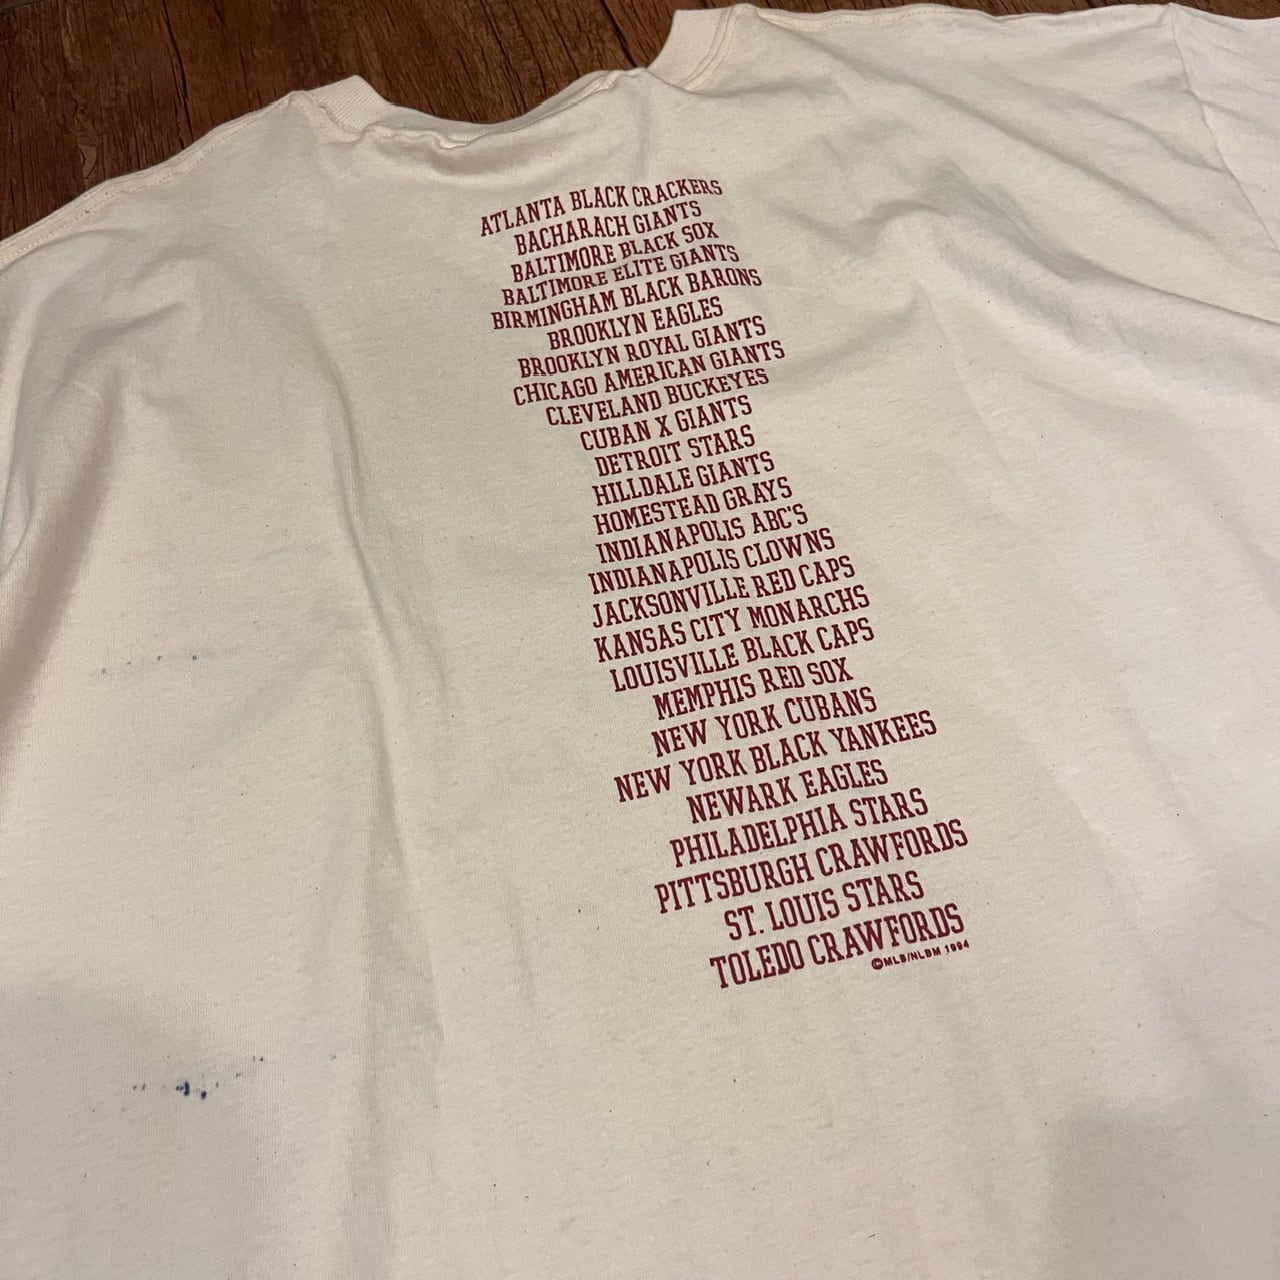 ATLANTA BLACK CRACKERS
BACHARACH GIANTS
BALTIMORE BLACK SOX
BALTIMORE ELITE GIANTS
BIRMINGHAM BLACK BARONS
BROOKLYN EAGLES
BROOKLYN ROYAL GIANTS
CHICAGO AMERICAN GIANTS
CLEVELAND BUCKEYES
CUBAN X GIANTS
DETROIT STARS
HILLDALE GIANTS
HOMESTEAD GRAYS
INDIANAPOLIS ABC'S
INDIANAPOLIS CLOWNS
JACKSONVILLE RED CAPS
KANSAS CITY MONARCHS
LOUISVILLE BLACK CAPS
MEMPHIS RED SOX
NEW YORK CUBANS
NEW YORK BLACK YANKEES
NEWARK EAGLES
PHILADELPHIA STARS
PITTSBURGH CRAWFORDS
ST. LOUIS STARS
TOLEDO CRAWFORDS
©MLB/NLBM 1994